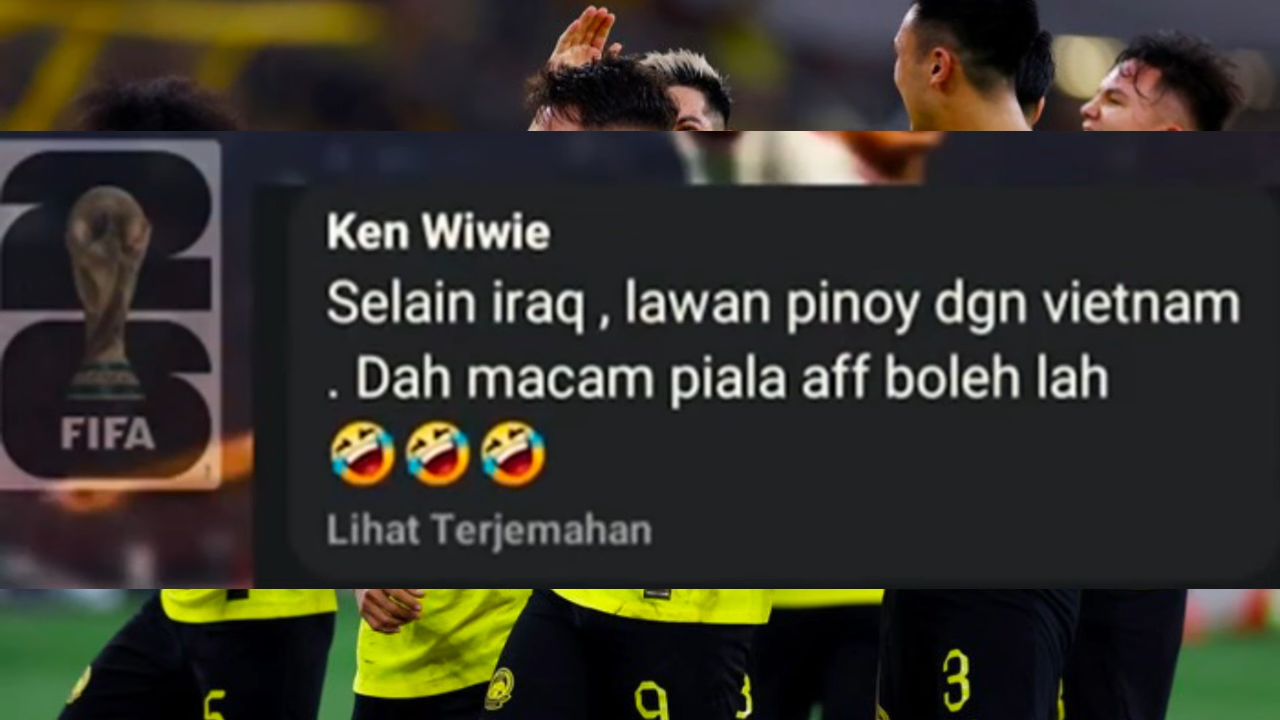 FIFA
Ken Wiwie
Selain iraq , lawan pinoy dgn vietnam
. Dah macam piala aff boleh lah
🤣🤣🤣
Lihat Terjemahan
5
9
3
3